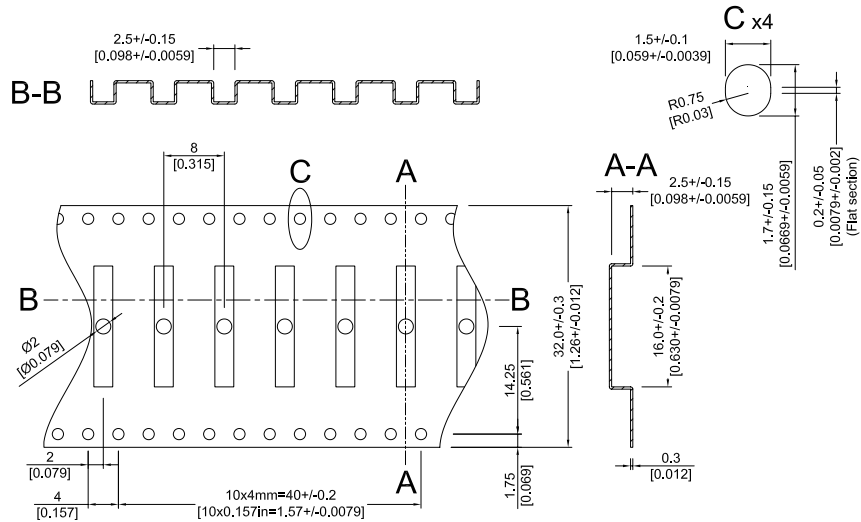 2.5+/-0.15
[0.098+/-0.0059]
B-B
C x4
1.5+/-0.1
[0.059+/-0.0039]
R0.75
[R0.03]
1.7+/-0.15
[0.0669+/-0.0059]
0.2+/-0.05
[0.0079+/-0.002]
(Flat section)
8
[0.315]
C
A
A-A
2.5+/-0.15
[0.098+/-0.0059]
B
B
Ø2
[Ø0.079]
14.25
[0.561]
32.0+/-0.3
[1.26+/-0.012]
16.0+/-0.2
[0.630+/-0.0079]
2
[0.079]
4
[0.157]
10x4mm=40+/-0.2
[10x0.157in=1.57+/-0.0079]
A
1.75
[0.069]
0.3
[0.012]